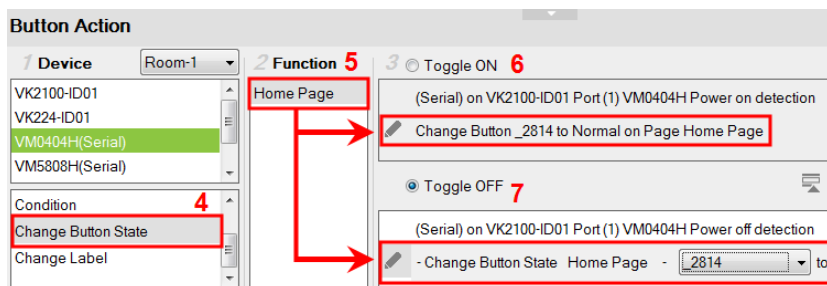 Button Action
1 Device Room-1
2 Function 5
3 Toggle ON 6
VK2100-ID01
VK224-ID01
VM0404H(Serial)
VM5808H(Serial)
Condition 4
Change Button State
Change Label
Home Page
(Serial) on VK2100-ID01 Port (1) VM0404H Power on detection
Change Button _2814 to Normal on Page Home Page
Toggle OFF 7
(Serial) on VK2100-ID01 Port (1) VM0404H Power off detection
- Change Button State Home Page - _2814 to